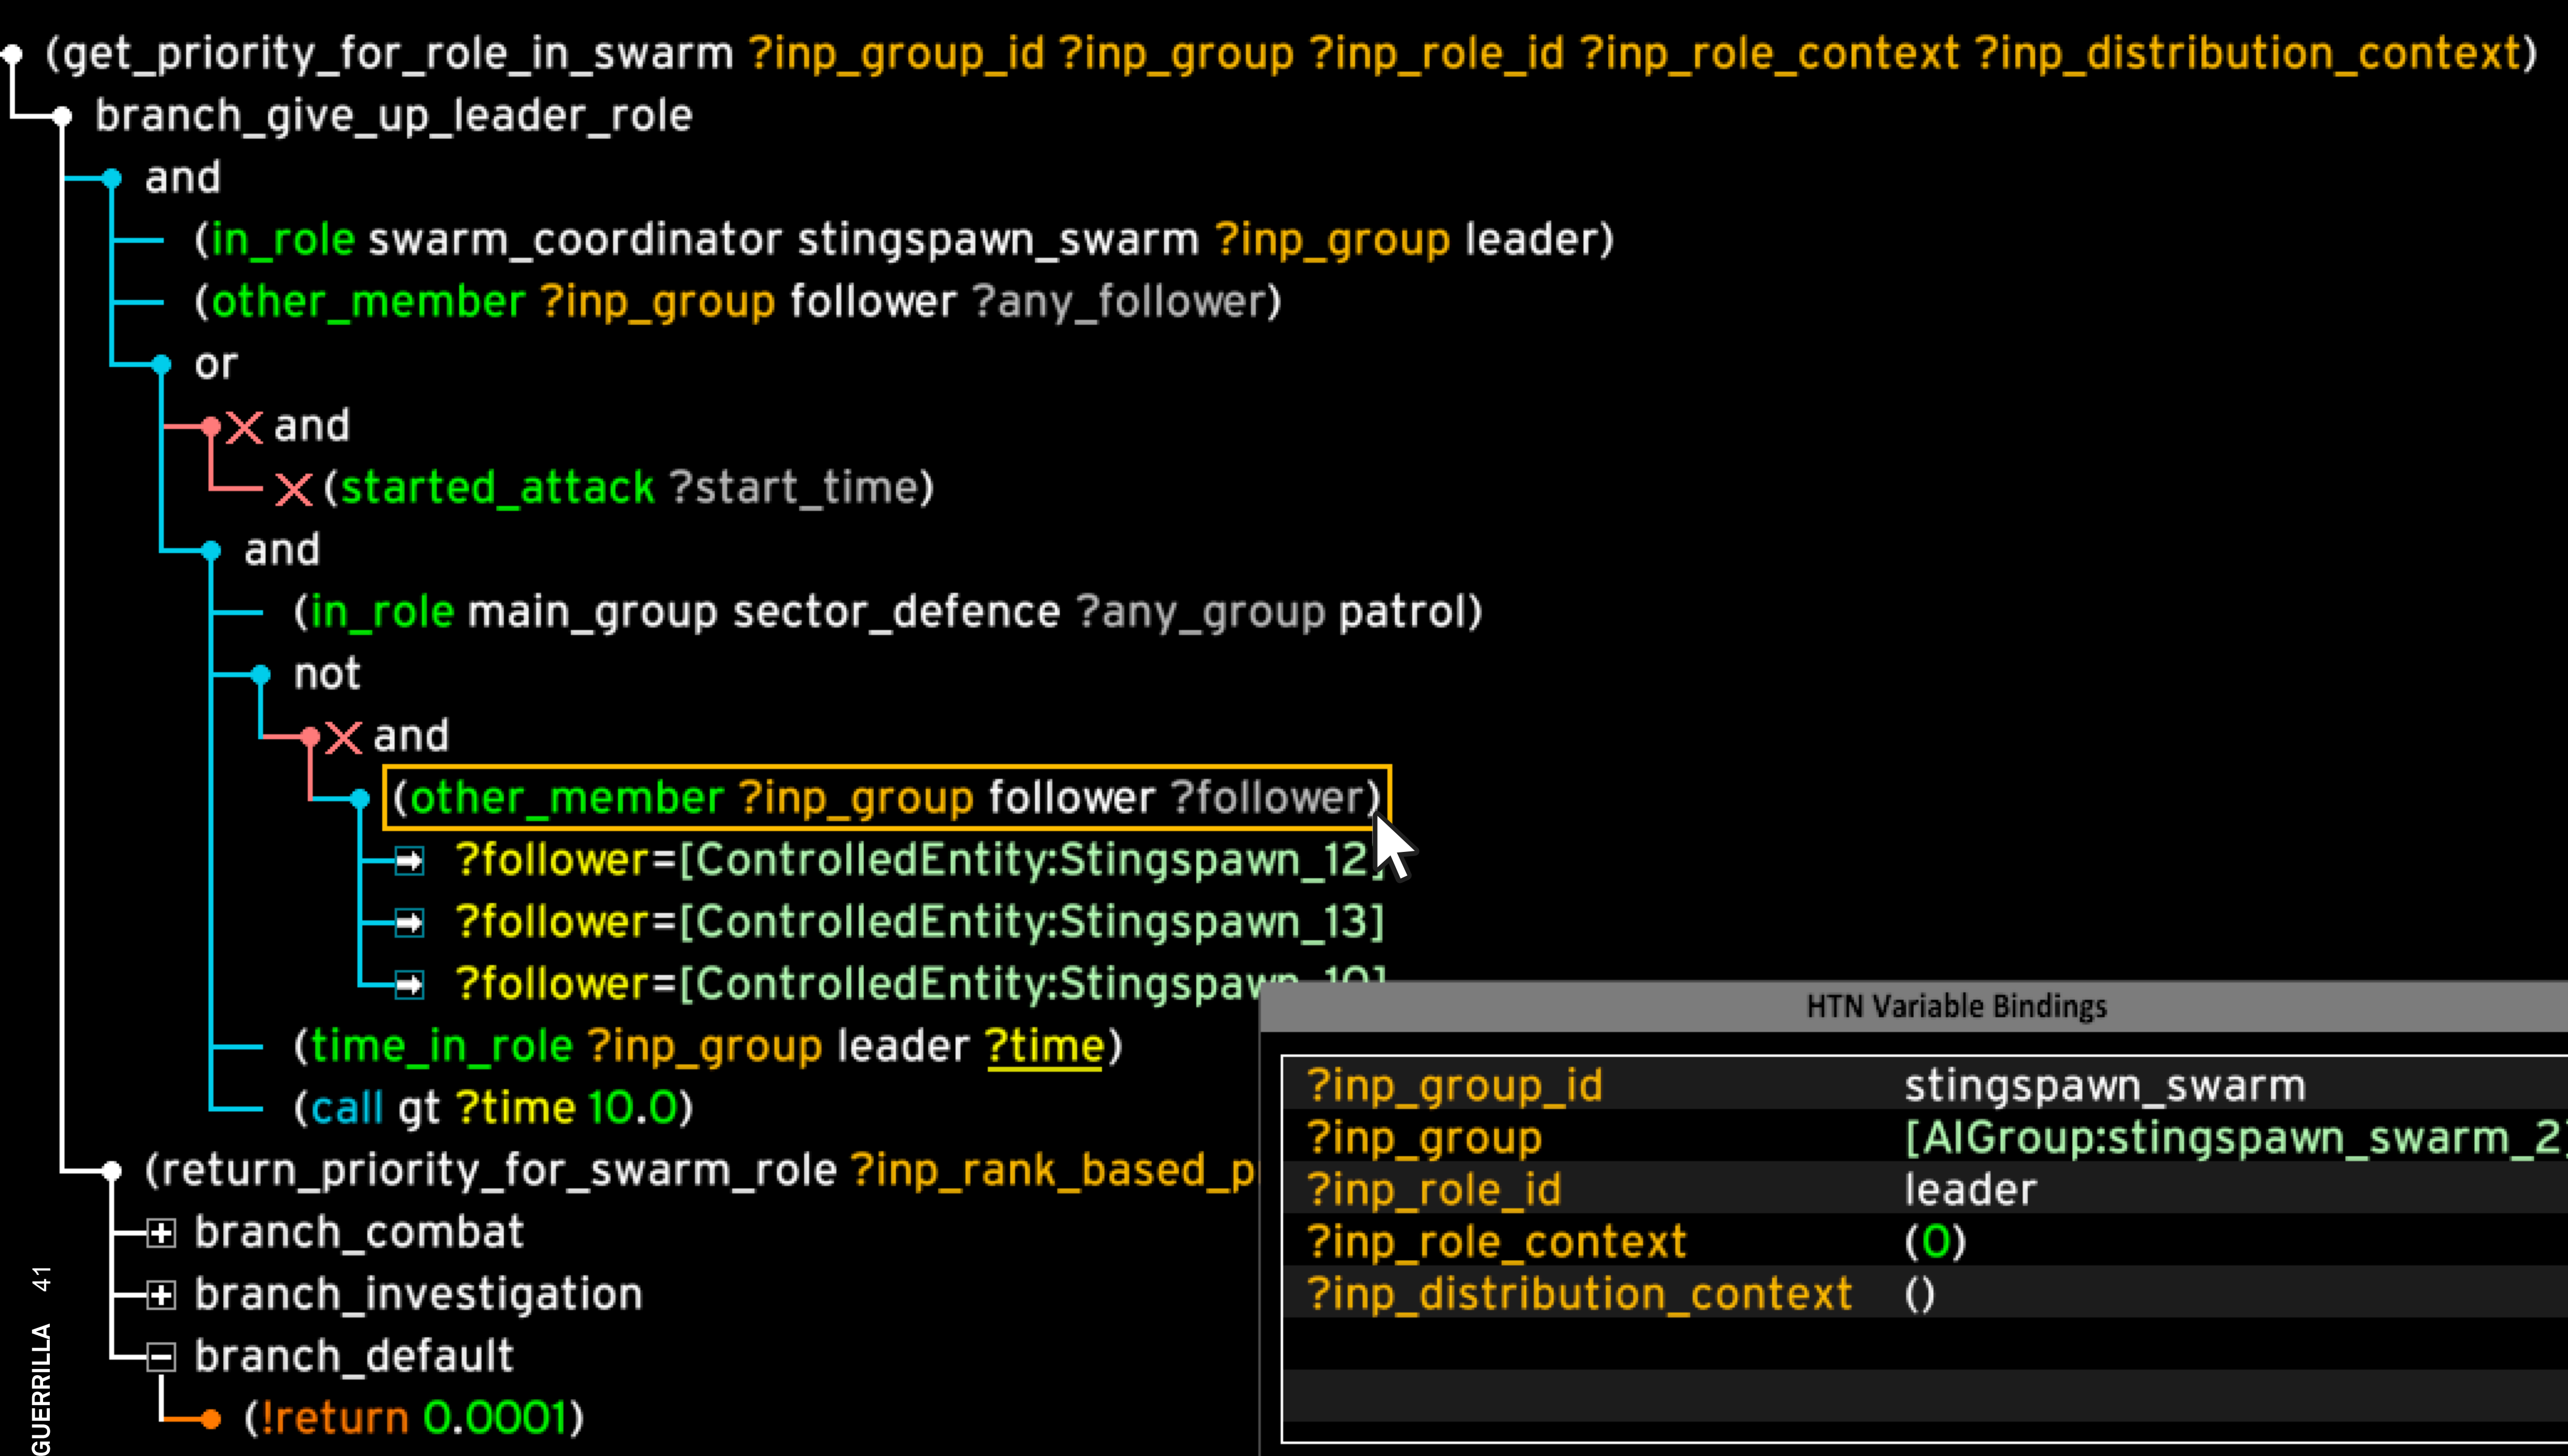 (get_priority_for_role_in_swarm ?inp_group_id ?inp_group ?inp_role_id ?inp_role_context ?inp_distribution_context)
branch_give_up_leader_role
and
(in_role swarm_coordinator stingspawn_swarm ?inp_group leader)
(other_member ?inp_group follower ?any_follower)
or
and
(started_attack ?start_time)
and
(in_role main_group sector_defence ?any_group patrol)
not
and
(other_member ?inp_group follower ?follower)
?follower=[ControlledEntity:Stingspawn_12]
?follower=[ControlledEntity:Stingspawn_13]
?follower=[ControlledEntity:Stingspawn_10]
(time_in_role ?inp_group leader ?time)
(call gt ?time 10.0)
(return_priority_for_swarm_role ?inp_rank_based_p
branch_combat
branch_investigation
branch_default
(!return 0.0001)
HTN Variable Bindings
?inp_group_id stingspawn_swarm
?inp_group [AIGroup:stingspawn_swarm_2]
?inp_role_id leader
?inp_role_context (0)
?inp_distribution_context ()
GUERRILLA 41